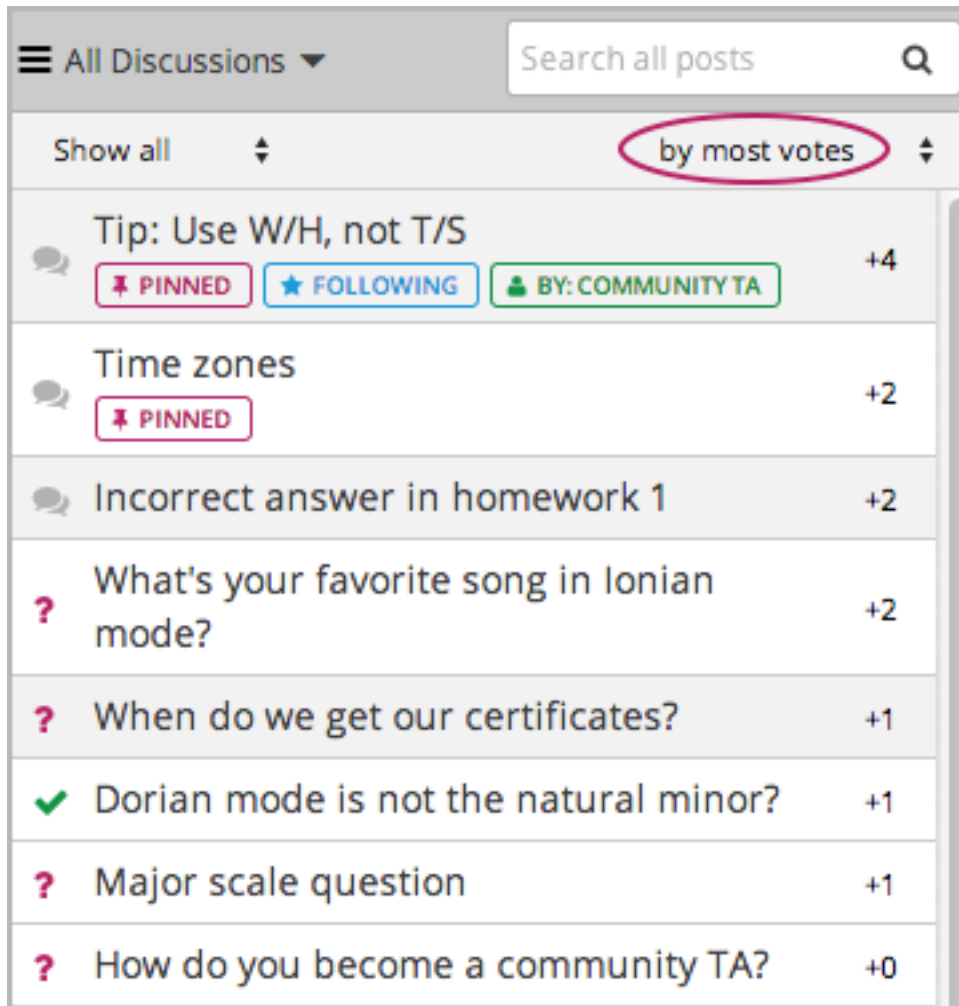 All Discussions
Search all posts
Show all
by most votes
Tip: Use W/H, not T/S
+4
PINNED
FOLLOWING
BY: COMMUNITY TA
Time zones
+2
PINNED
Incorrect answer in homework 1
+2
What's your favorite song in Ionian
mode?
+2
When do we get our certificates?
+1
Dorian mode is not the natural minor?
+1
Major scale question
+1
How do you become a community TA?
+0